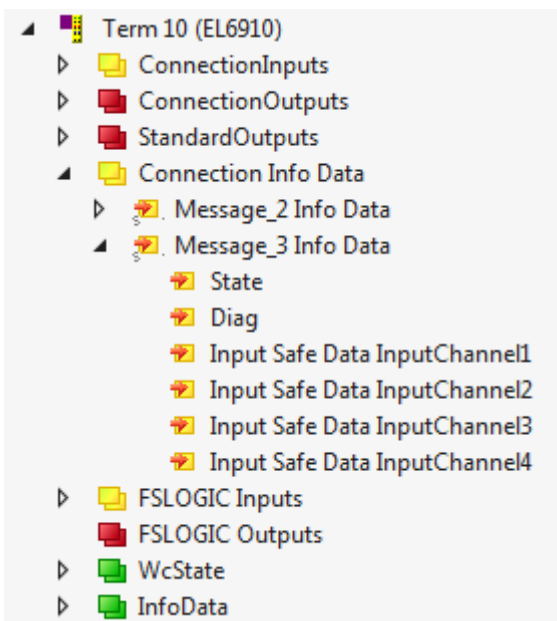 Term 10 (EL6910)
ConnectionInputs
ConnectionOutputs
StandardOutputs
Connection Info Data
Message_2 Info Data
Message_3 Info Data
State
Diag
Input Safe Data InputChannel1
Input Safe Data InputChannel2
Input Safe Data InputChannel3
Input Safe Data InputChannel4
FSLOGIC Inputs
FSLOGIC Outputs
WcState
InfoData